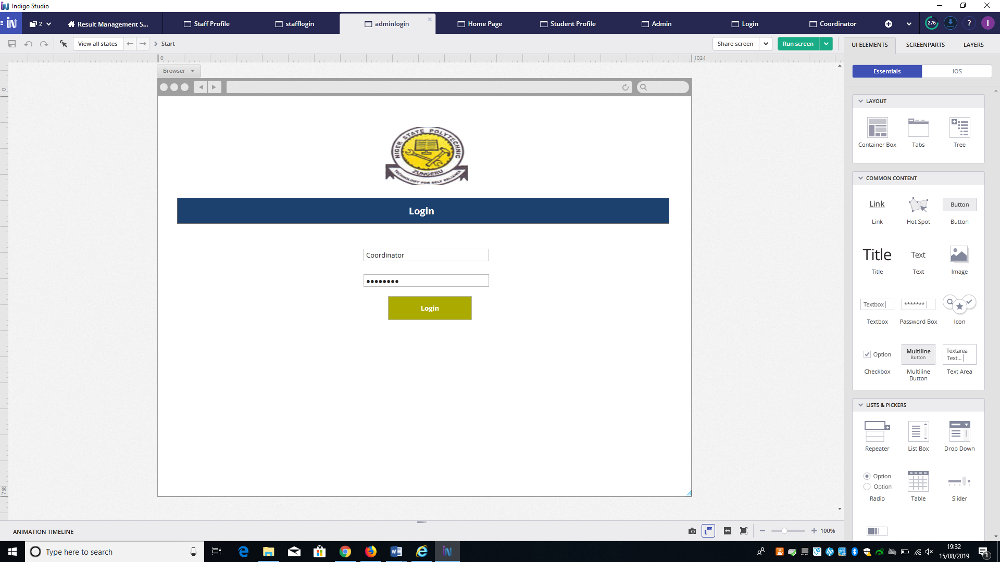 Indigo Studio
2
Result Management S...
Staff Profile
stafflogin
adminlogin
Home Page
Student Profile
Admin
Login
Coordinator
276
?
I
View all states
Start
Share screen
Run screen
UI ELEMENTS
SCREENPARTS
LAYERS
0
1024
Browser
Essentials
iOS
0
768
NIGER STATE POLYTECHNIC
ZUNGERU
TECHNOLOGY FOR SELF RELIANCE
Login
Coordinator
••••••••
Login
LAYOUT
Container Box
Tabs
Tree
COMMON CONTENT
Link
Button
Link
Hot Spot
Button
Title
Text
Title
Text
Image
Textbox
*******
Textbox
Password Box
Icon
Option
Multiline
Button
Textarea
Text...
Checkbox
Multiline
Button
Text Area
LISTS & PICKERS
Repeater
List Box
Drop Down
Option
Option
Radio
Table
Slider
ANIMATION TIMELINE
100%
Type here to search
19:32
15/08/2019
1